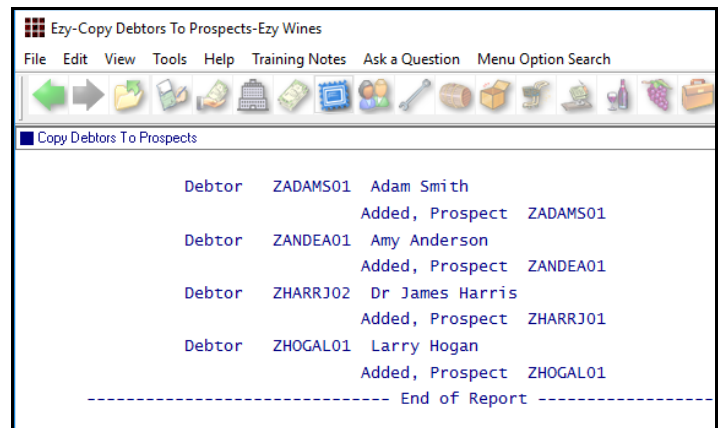 Ezy-Copy Debtors To Prospects-Ezy Wines
File Edit View Tools Help Training Notes Ask a Question Menu Option Search
Copy Debtors To Prospects
Debtor ZADAMS01 Adam Smith
Added, Prospect ZADAMS01
Debtor ZANDEA01 Amy Anderson
Added, Prospect ZANDEA01
Debtor ZHARRJ02 Dr James Harris
Added, Prospect ZHARRJ01
Debtor ZHOGAL01 Larry Hogan
Added, Prospect ZHOGAL01
------------------------------- End of Report ------------------